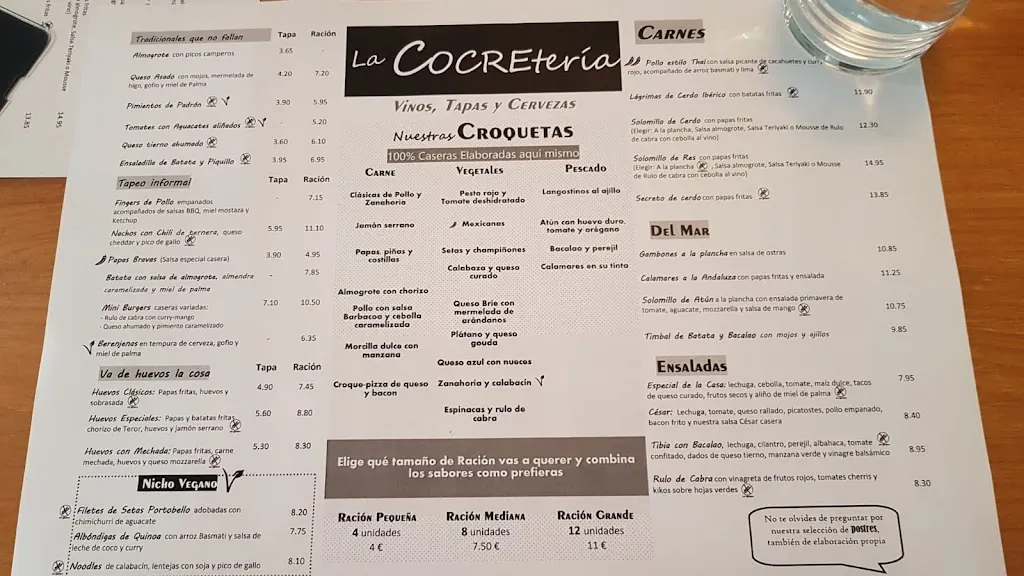 Tradicionales que no fallan Tapa Ración
Almogrote con picos camperos 3.65 -
Queso Asado con mojos, mermelada de 4.20 7.20
higo, gofio y miel de Palma
Pimientos de Padrón 3.90 5.95
Tomates con Aguacates aliñados - 5.20
Queso tierno ahumado 3.60 6.10
Ensaladilla de Batata y Piquillo 3.95 6.95
Tapeo informal Tapa Ración
Fingers de Pollo empanados - 7.15
acompañados de salsas BBQ, miel mostaza y
Ketchup
Nachos con Chili de ternera, queso 5.95 11.10
cheddar y pico de gallo
Papas Bravas (Salsa especial casera) 3.90 4.95
Batata con salsa de almogrote, almendra - 7.85
caramelizada y miel de palma
Mini Burgers caseras variadas: 7.10 10.50
- Rulo de cabra con curry-mango
- Queso ahumado y pimiento caramelizado
Berenjenas en tempura de cerveza, gofio y - 6.35
miel de palma
Va de huevos la cosa Tapa Ración
Huevos Clásicos: Papas fritas, huevos y 4.90 7.45
sobrasada
Huevos Especiales: Papas y batatas fritas, 5.60 8.80
chorizo de Teror, huevos y jamón serrano
Huevos con Mechada: Papas fritas, carne 5.30 8.30
mechada, huevos y queso mozzarella
Nicho Vegano
Filetes de Setas Portobello adobadas con 8.20
chimichurri de aguacate
Albóndigas de Quinoa con arroz Basmati y salsa de 7.75
leche de coco y curry
Noodles de calabacín, lentejas con soja y pico de gallo 8.10
La COCREtería
Vinos, Tapas y Cervezas
Nuestras CROQUETAS
100% Caseras Elaboradas aquí mismo
CARNE VEGETALES PESCADO
Clásicas de Pollo y
Zanahoria
Jamón serrano
Papas, piñas y
costillas
Almogrote con chorizo
Pollo con salsa
Barbacoa y cebolla
caramelizada
Morcilla dulce con
manzana
Croque-pizza de queso
y bacon
Pesto rojo y
Tomate deshidratado
Mexicanas
Setas y champiñones
Calabaza y queso
curado
Queso Brie con
mermelada de
arándanos
Plátano y queso
gouda
Queso azul con nueces
Zanahoria y calabacín
Espinacas y rulo de
cabra
Langostinos al ajillo
Atún con huevo duro,
tomate y orégano
Bacalao y perejil
Calamares en su tinta
Elige qué tamaño de Ración vas a querer y combina
los sabores como prefieras
RACIÓN PEQUEÑA RACIÓN MEDIANA RACIÓN GRANDE
4 unidades 8 unidades 12 unidades
4 € 7.50 € 11 €
CARNES
Pollo estilo Thai con salsa picante de cacahuetes y
rojo, acompañado de arroz basmati y lima
Lágrimas de Cerdo Ibérico con batatas fritas 11.90
Solomillo de Cerdo con papas fritas 12.30
(Elegir: A la plancha, Salsa almogrote, Salsa Teriyaki o Mousse de Rulo
de cabra con cebolla al vino)
Solomillo de Res con papas fritas 14.95
(Elegir: A la plancha, Salsa almogrote, Salsa Teriyaki o Mousse
de Rulo de cabra con cebolla al vino)
Secreto de cerdo con papas fritas 13.85
DEL MAR
Gambones a la plancha en salsa de ostras 10.85
Calamares a la Andaluza con papas fritas y ensalada 11.25
Solomillo de Atún a la plancha con ensalada primavera de 10.75
tomate, aguacate, mozzarella y salsa de mango
Timbal de Batata y Bacalao con mojos y ajillos 9.85
ENSALADAS
Especial de la Casa: lechuga, cebolla, tomate, maíz dulce, tacos 7.95
de queso curado, frutos secos y aliño de miel de palma
César: Lechuga, tomate, queso rallado, picatostes, pollo empanado, 8.40
bacon frito y nuestra salsa César casera
Tibia con Bacalao, lechuga, cilantro, perejil, albahaca, tomate 8.95
confitado, dados de queso tierno, manzana verde y vinagre balsámico
Rulo de Cabra con vinagreta de frutos rojos, tomates cherris y 8.30
kikos sobre hojas verdes
No te olvides de preguntar por
nuestra selección de postres,
también de elaboración propia
13.85
14.95